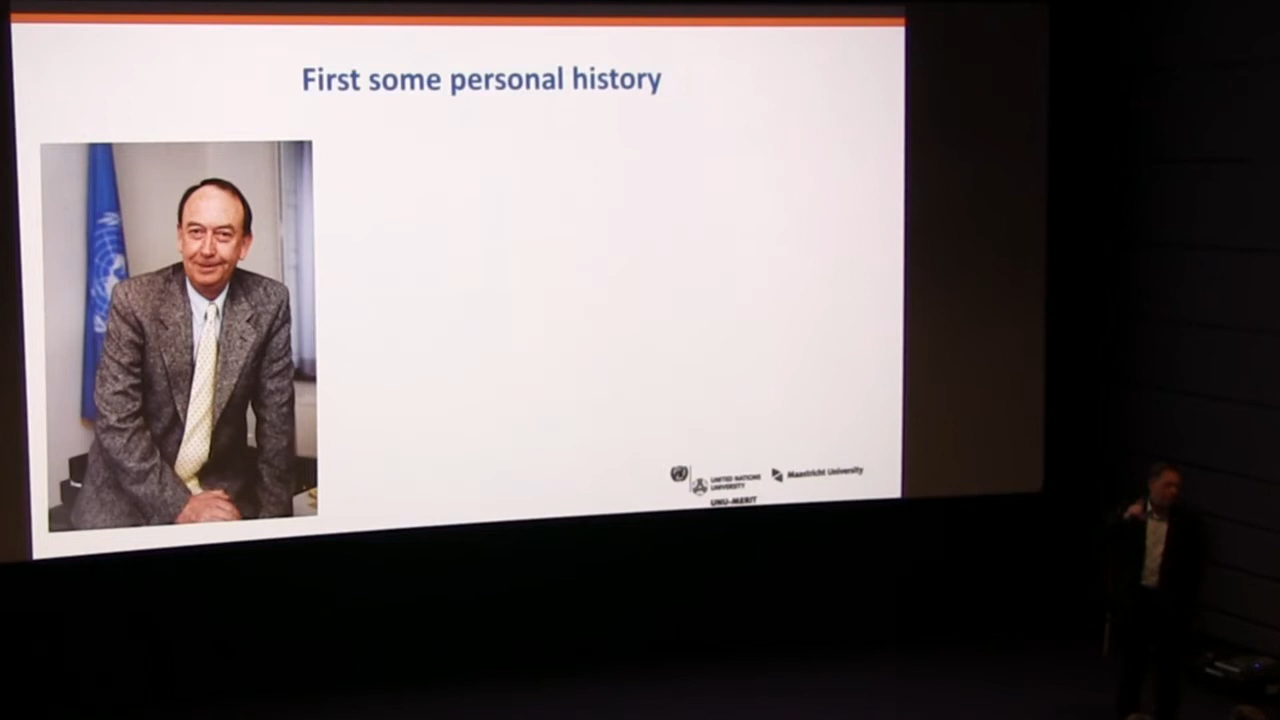 First some personal history
UNITED NATIONS
UNIVERSITY
UNU-MERIT
Maastricht University